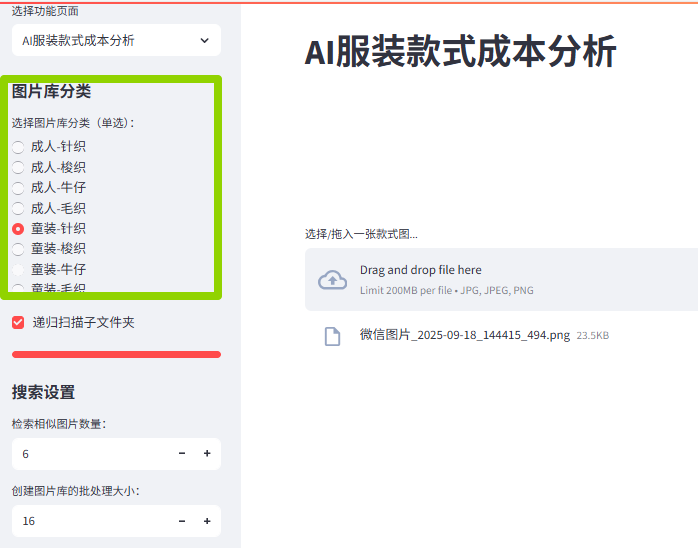 选择功能页面
AI服装款式成本分析
图片库分类
选择图片库分类（单选）：
成人-针织
成人-梭织
成人-牛仔
成人-毛织
童装-针织
童装-梭织
童装-牛仔
童装-毛织
递归扫描子文件夹
搜索设置
检索相似图片数量：
6
创建图片库的批处理大小：
16
AI服装款式成本分析
选择/拖入一张款式图...
Drag and drop file here
Limit 200MB per file • JPG, JPEG, PNG
微信图片_2025-09-18_144415_494.png 23.5KB